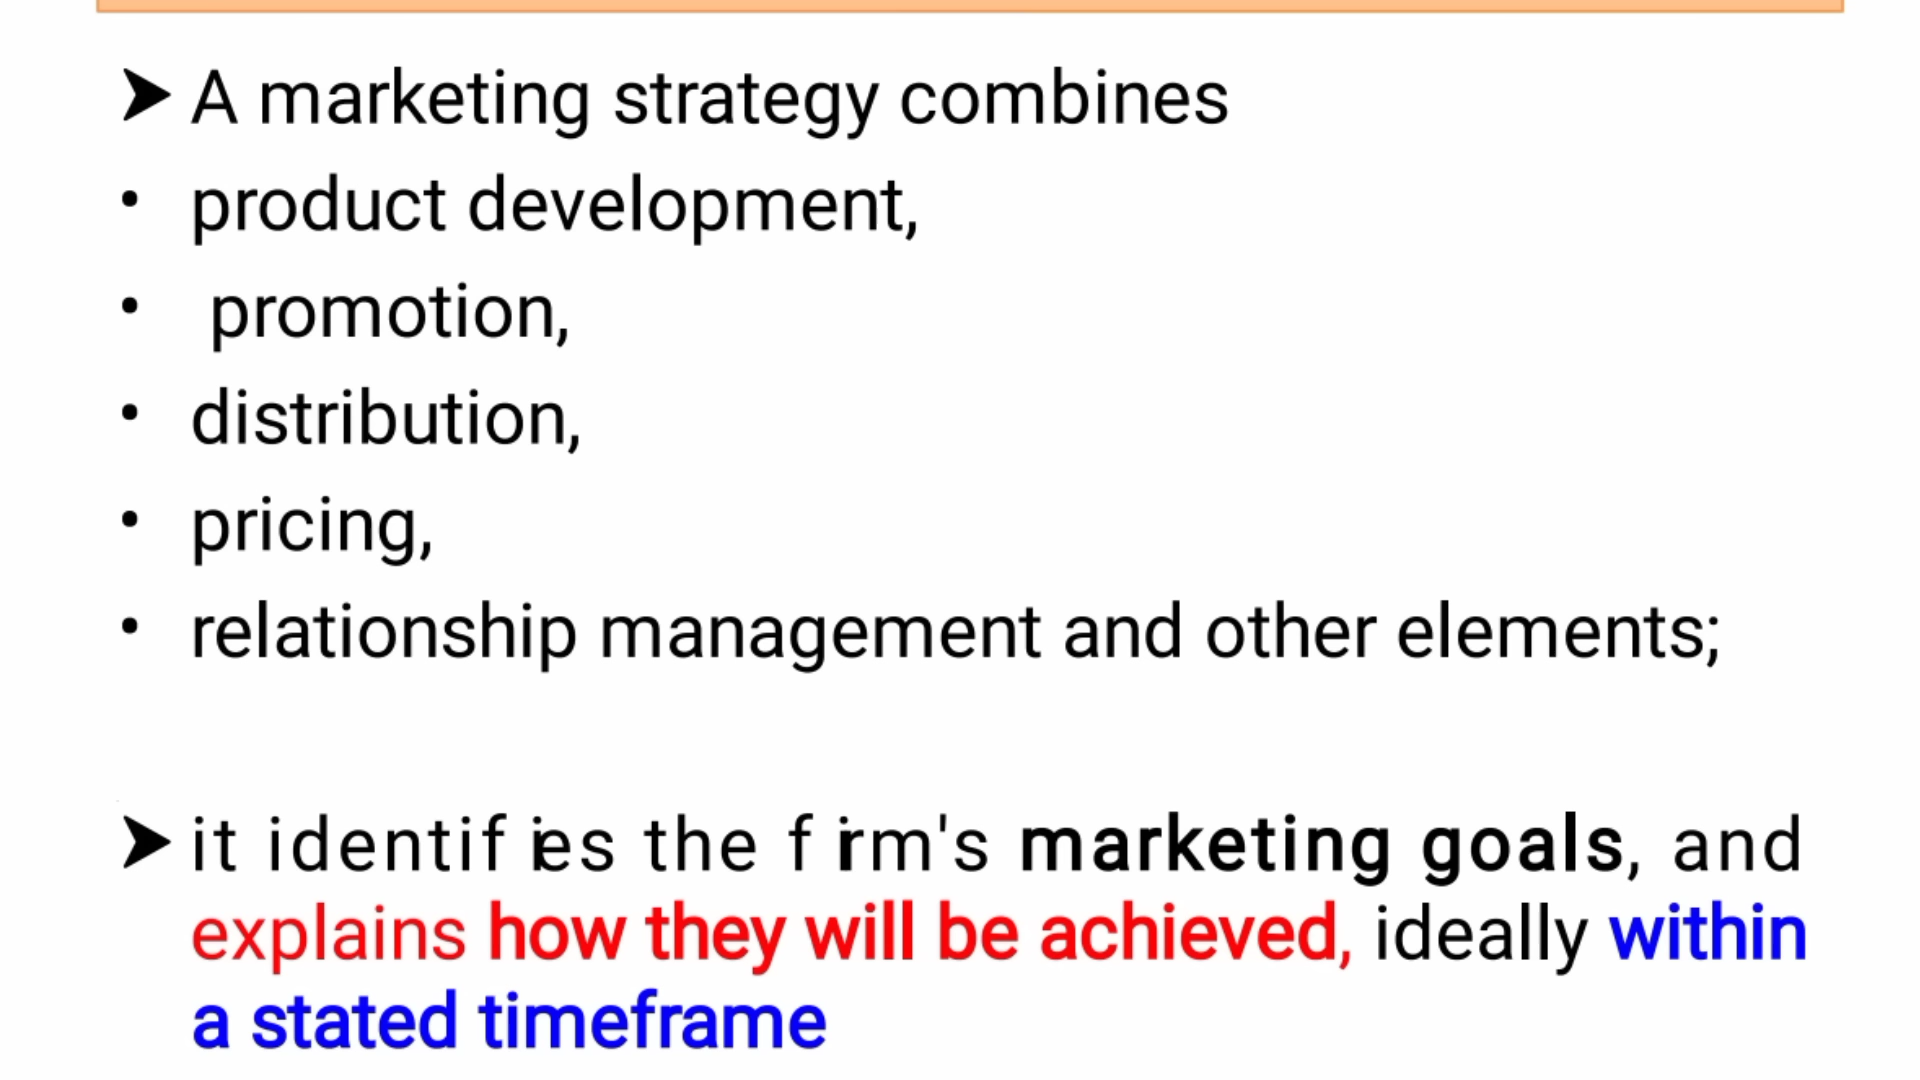 ➤ A marketing strategy combines
• product development,
• promotion,
• distribution,
• pricing,
• relationship management and other elements;
➤ it identifies the firm's marketing goals, and
explains how they will be achieved, ideally within
a stated timeframe